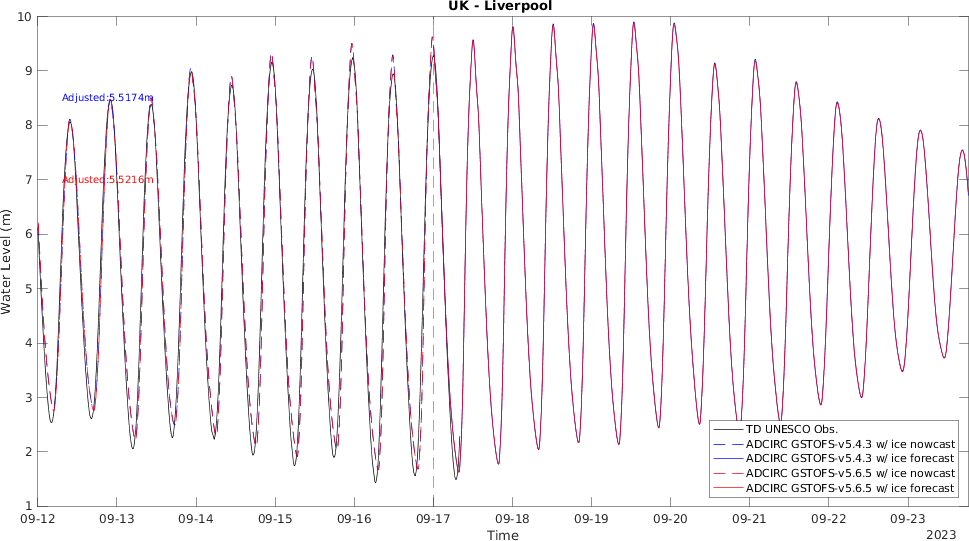 UK - Liverpool
10
9
8
7
6
5
4
3
2
1
Water Level (m)
Adjusted:5.5174m
Adjusted:5.5216m
TD UNESCO Obs.
ADCIRC GSTOFS-v5.4.3 w/ ice nowcast
ADCIRC GSTOFS-v5.4.3 w/ ice forecast
ADCIRC GSTOFS-v5.6.5 w/ ice nowcast
ADCIRC GSTOFS-v5.6.5 w/ ice forecast
09-12 09-13 09-14 09-15 09-16 09-17 09-18 09-19 09-20 09-21 09-22 09-23
Time
2023